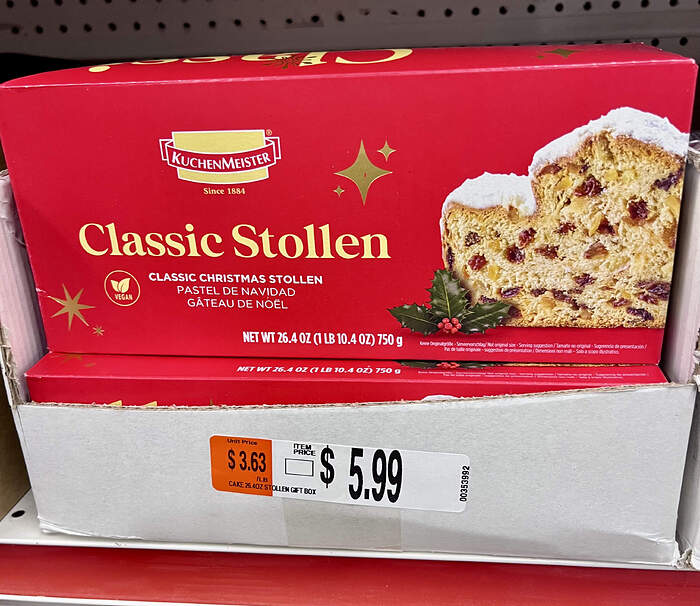 KUCHENMEISTER®
Since 1884
Classic Stollen
CLASSIC CHRISTMAS STOLLEN
PASTEL DE NAVIDAD
GÂTEAU DE NOËL
VEGAN
NET WT 26.4 OZ (1 LB 10.4 OZ) 750 g
NET WT 26.4 OZ (1 LB 10.4 OZ) 750 g
Unit Price
$3.63
/LB
ITEM
PRICE
$ 5.99
CAKE 26.4OZ STOLLEN GIFT BOX
00353992